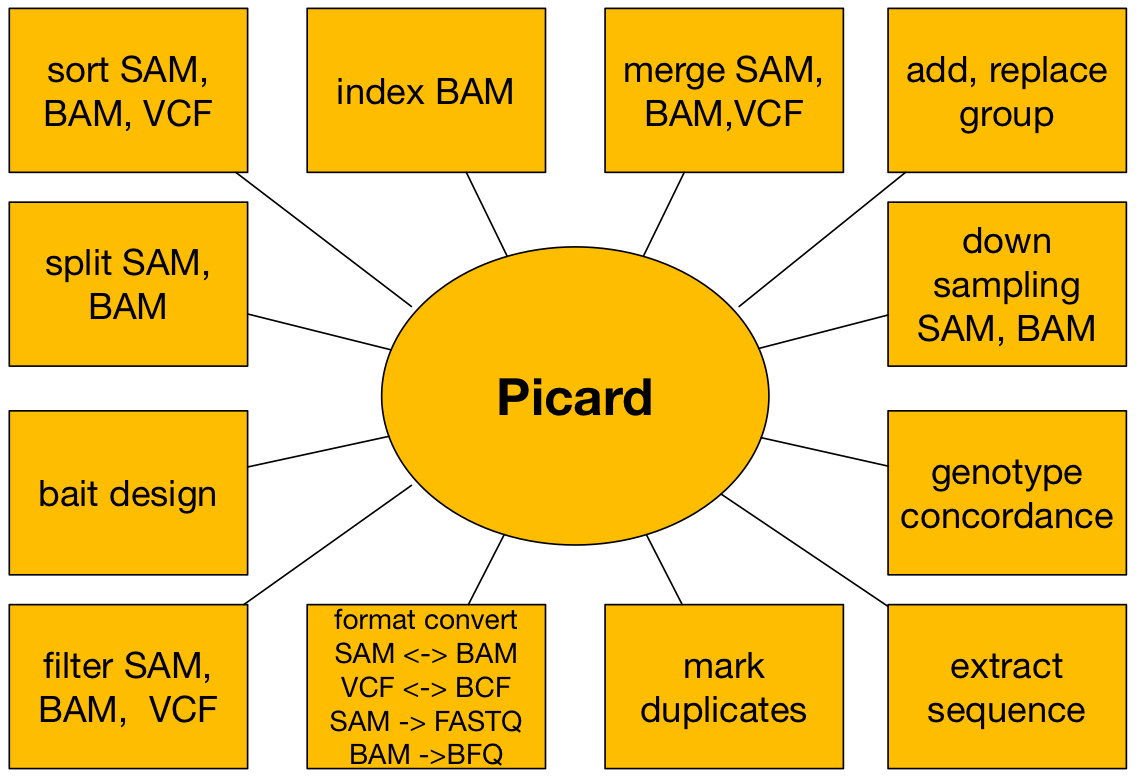 sort SAM,
BAM, VCF
index BAM
merge SAM,
BAM,VCF
add, replace
group
split SAM,
BAM
down
sampling
SAM, BAM
Picard
bait design
genotype
concordance
filter SAM,
BAM,  VCF
format convert
SAM <-> BAM
VCF <-> BCF
SAM -> FASTQ
BAM ->BFQ
mark
duplicates
extract
sequence